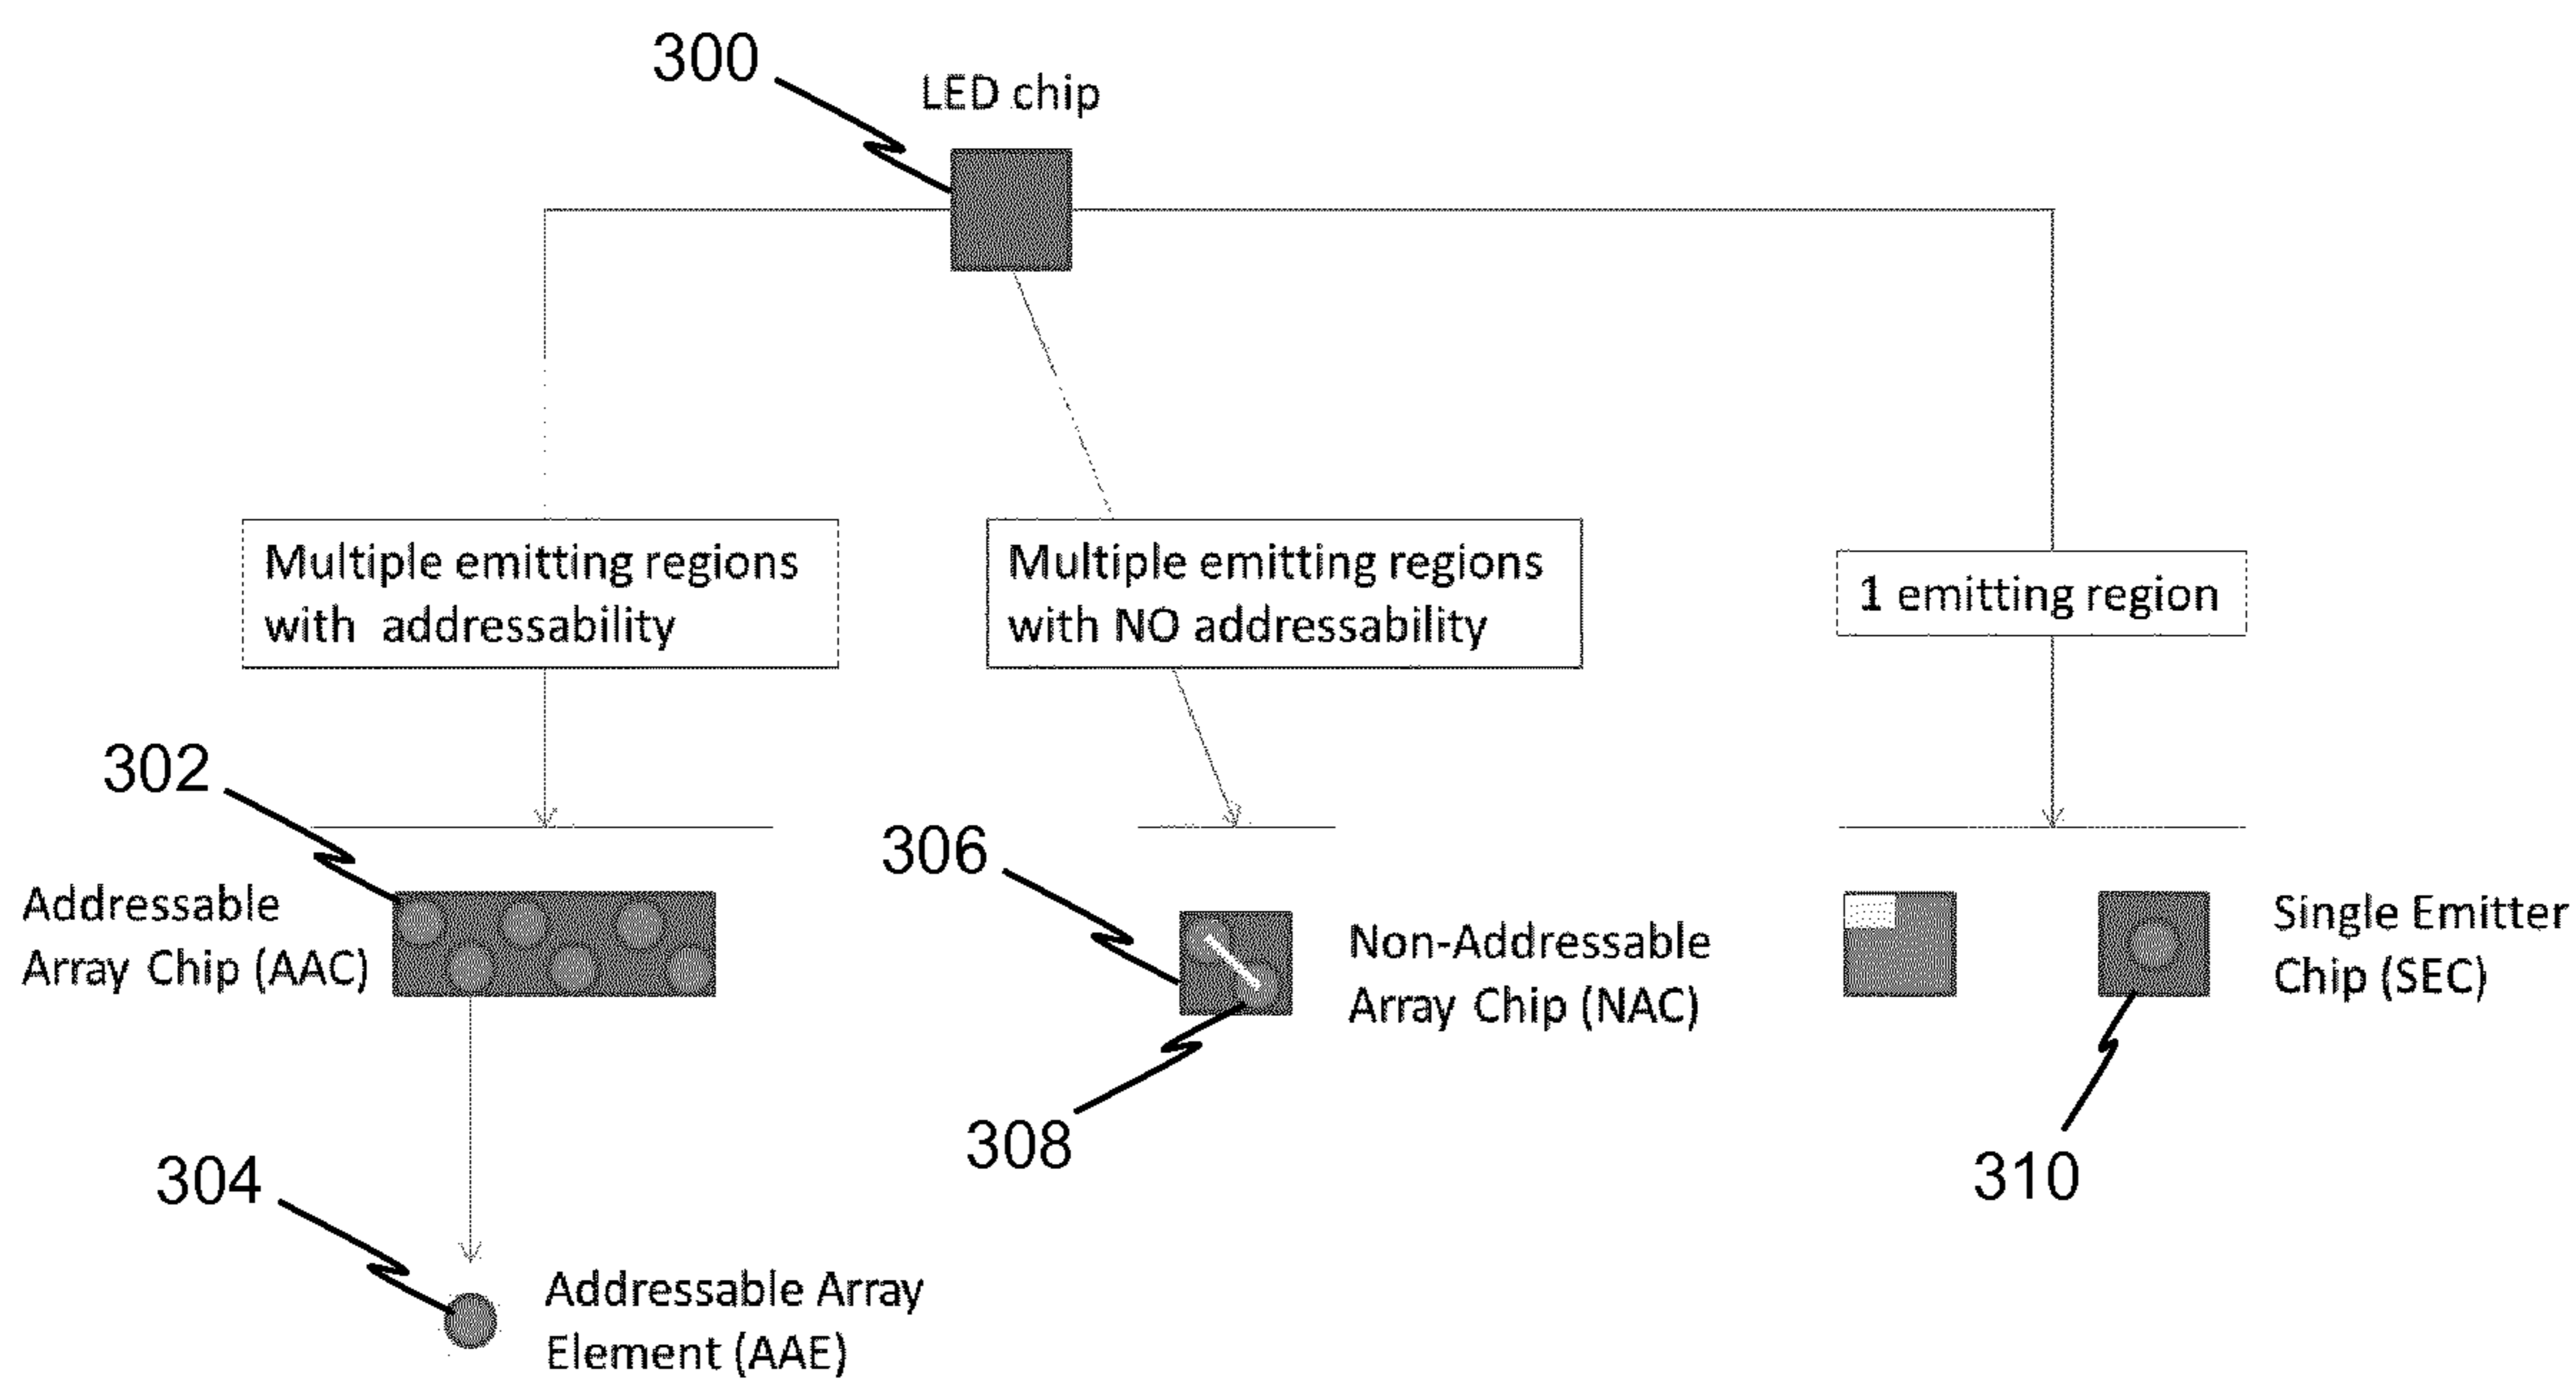 300
LED chip
Multiple emitting regions
with addressability
Multiple emitting regions
with NO addressability
1 emitting region
302
306
Addressable
Array Chip (AAC)
Non-Addressable
Array Chip (NAC)
Single Emitter
Chip (SEC)
308
304
310
Addressable Array
Element (AAE)